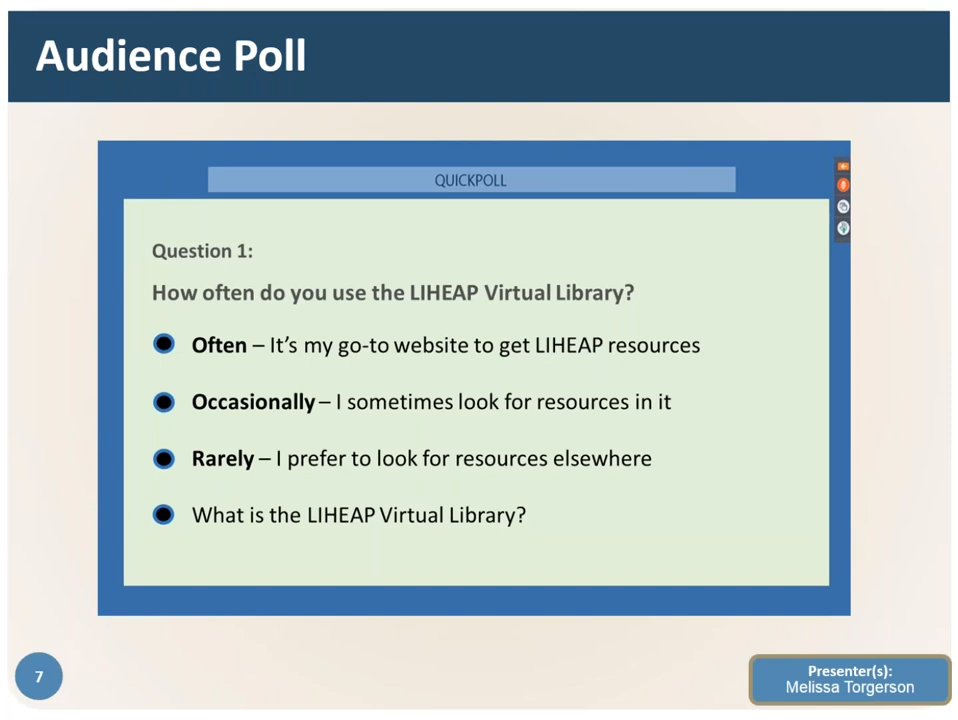 Audience Poll
QUICKPOLL
Question 1:
How often do you use the LIHEAP Virtual Library?
Often – It’s my go-to website to get LIHEAP resources
Occasionally – I sometimes look for resources in it
Rarely – I prefer to look for resources elsewhere
What is the LIHEAP Virtual Library?
7
Presenter(s):
Melissa Torgerson